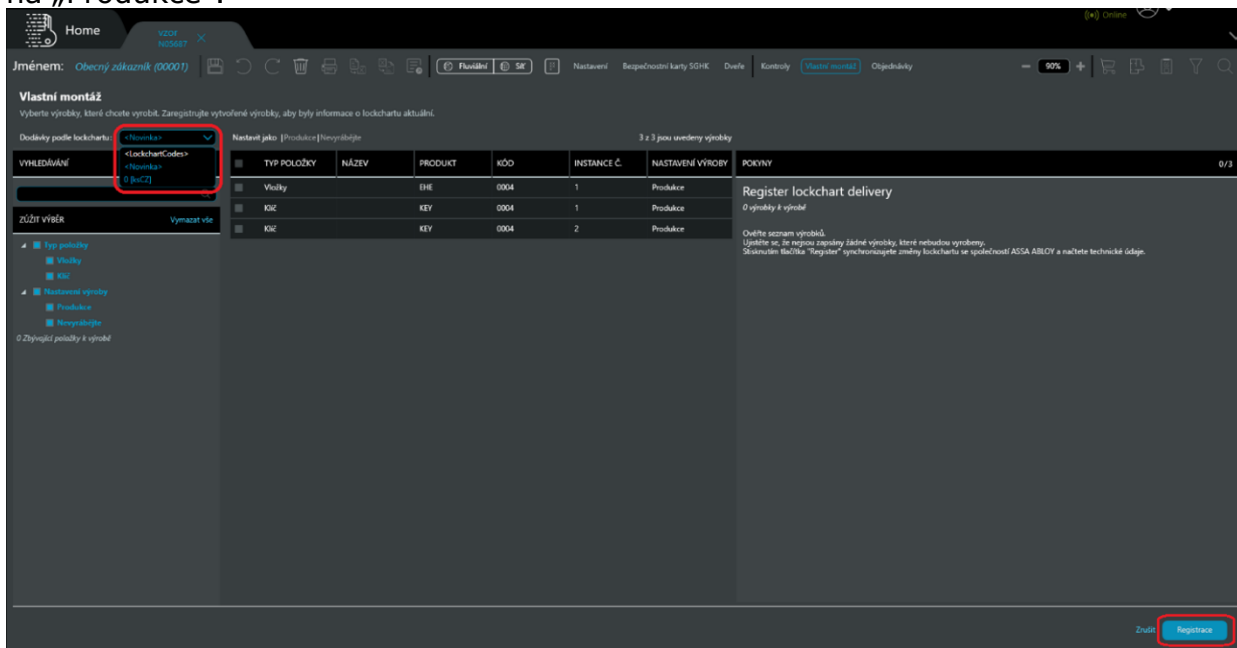 na „Produkce“.
((•)) Online
Home
VZOR
N05687
Jménem: Obecný zákazník (00001)
Fluviální
Síť
Nastavení
Bezpečnostní karty SGHK
Dveře
Kontroly
Vlastní montáž
Objednávky
90%
Vlastní montáž
Vyberte výrobky, které chcete vyrobit. Zaregistrujte vytvořené výrobky, aby byly informace o lockchartu aktuální.
Dodávky podle lockchartu:
<Novinka>
Nastavit jako |Produkce|Nevyrábějte
3 z 3 jsou uvedeny výrobky
<LockchartCodes>
<Novinka>
0 [ksCZ]
VYHLEDÁVÁNÍ
TYP POLOŽKY NÁZEV PRODUKT KÓD INSTANCE Č. NASTAVENÍ VÝROBY
Vložky EHE 0004 1 Produkce
Klíč KEY 0004 1 Produkce
Klíč KEY 0004 2 Produkce
ZÚŽIT VÝBĚR
Vymazat vše
Typ položky
Vložky
Klíč
Nastavení výroby
Produkce
Nevyrábějte
0 Zbývající položky k výrobě
POKYNY 0/3
Register lockchart delivery
0 výrobky k výrobě
Ověřte seznam výrobků.
Ujistěte se, že nejsou zapsány žádné výrobky, které nebudou vyrobeny.
Stisknutím tlačítka "Register" synchronizujete změny lockchartu se společností ASSA ABLOY a načtete technické údaje.
Zrušit
Registrace